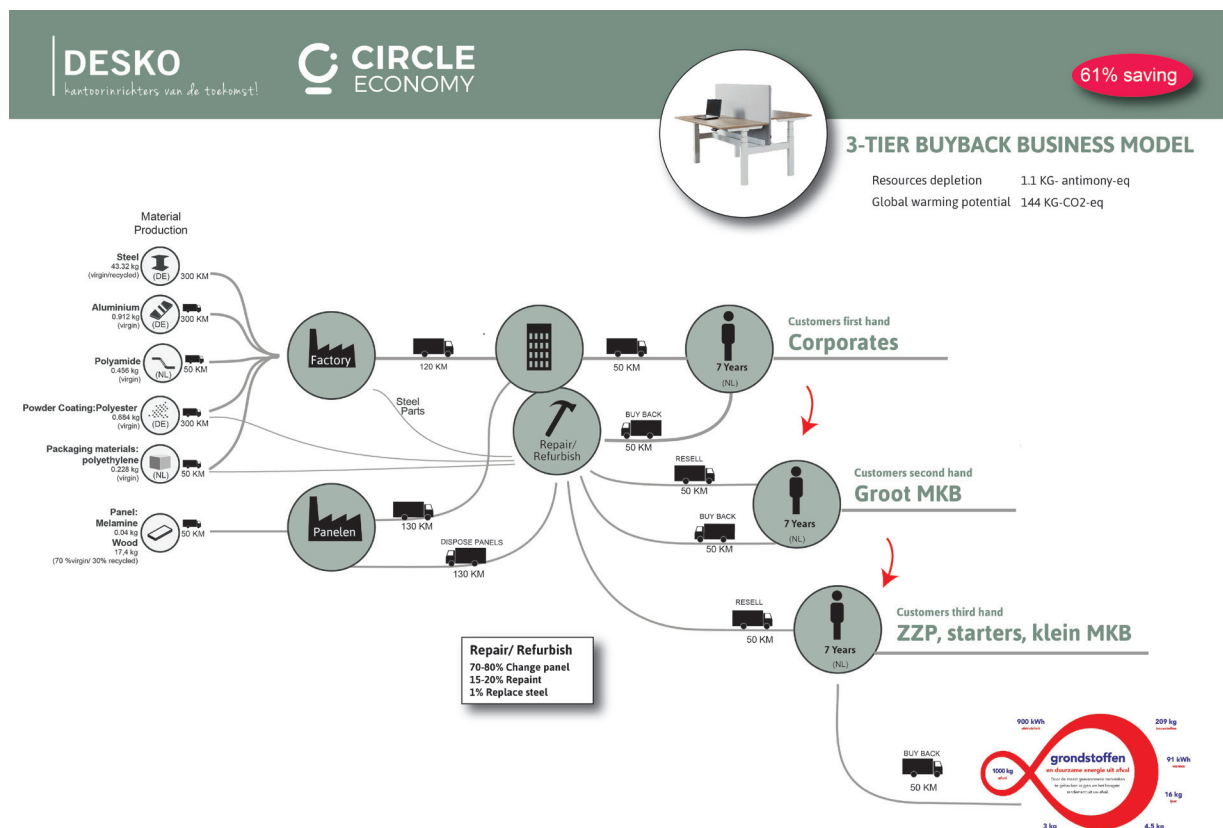 DESKO
kantoorinrichters van de toekomst!
CIRCLE
ECONOMY
61% saving
3-TIER BUYBACK BUSINESS MODEL
Resources depletion 1.1 KG- antimony-eq
Global warming potential 144 KG-CO2-eq
Material
Production
Steel
43.32 kg
(virgin/recycled)
(DE)
300 KM
Aluminium
0.912 kg
(virgin)
(DE)
300 KM
Polyamide
0.456 kg
(virgin)
(NL)
50 KM
Powder Coating:Polyester
0.684 kg
(virgin)
(DE)
300 KM
Packaging materials:
polyethylene
0.228 kg
(virgin)
(NL)
50 KM
Panel:
Melamine
0.04 kg
Wood
17,4 kg
(70 %virgin/ 30% recycled)
50 KM
Factory
120 KM
50 KM
7 Years
(NL)
Customers first hand
Corporates
Steel
Parts
Repair/
Refurbish
BUY BACK
50 KM
RESELL
50 KM
BUY BACK
50 KM
7 Years
(NL)
Customers second hand
Groot MKB
Panelen
130 KM
DISPOSE PANELS
130 KM
RESELL
50 KM
7 Years
(NL)
Customers third hand
ZZP, starters, klein MKB
Repair/ Refurbish
70-80% Change panel
15-20% Repaint
1% Replace steel
BUY BACK
50 KM
900 kWh
209 kg
1000 kg
afval
grondstoffen
en duurzame energie uit afval
91 kWh
16 kg
3 kg
4,5 kg